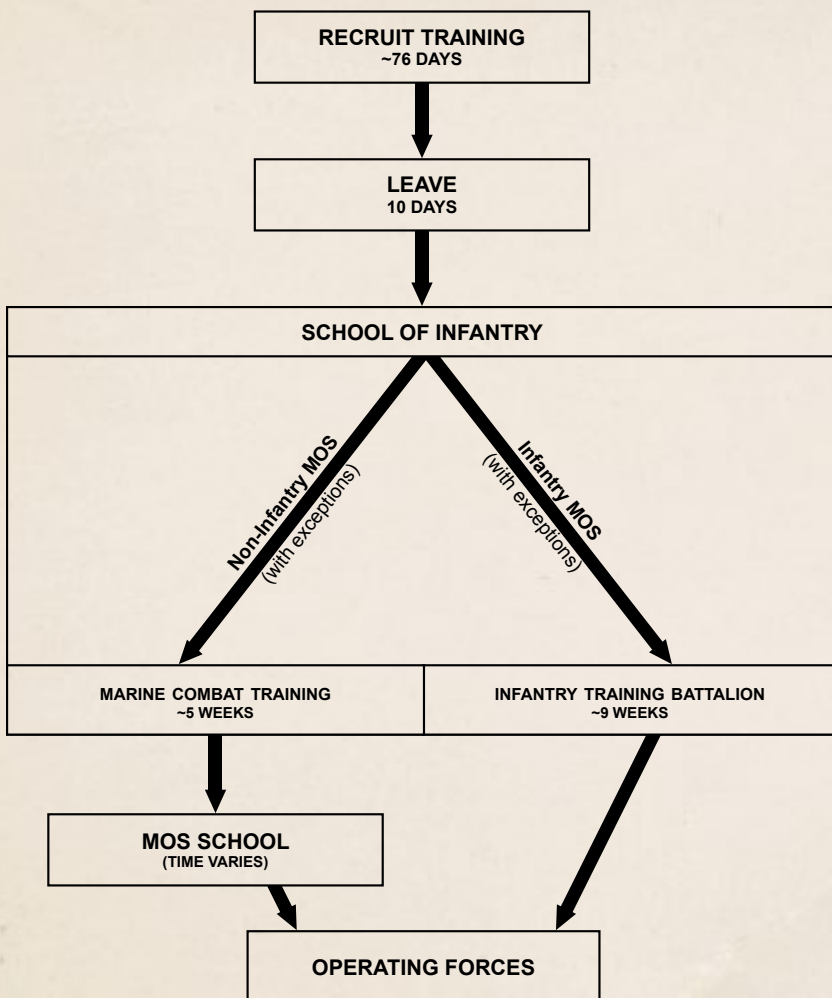 RECRUIT TRAINING
~76 DAYS
LEAVE
10 DAYS
SCHOOL OF INFANTRY
Non-Infantry MOS
(with exceptions)
Infantry MOS
(with exceptions)
MARINE COMBAT TRAINING
~5 WEEKS
INFANTRY TRAINING BATTALION
~9 WEEKS
MOS SCHOOL
(TIME VARIES)
OPERATING FORCES